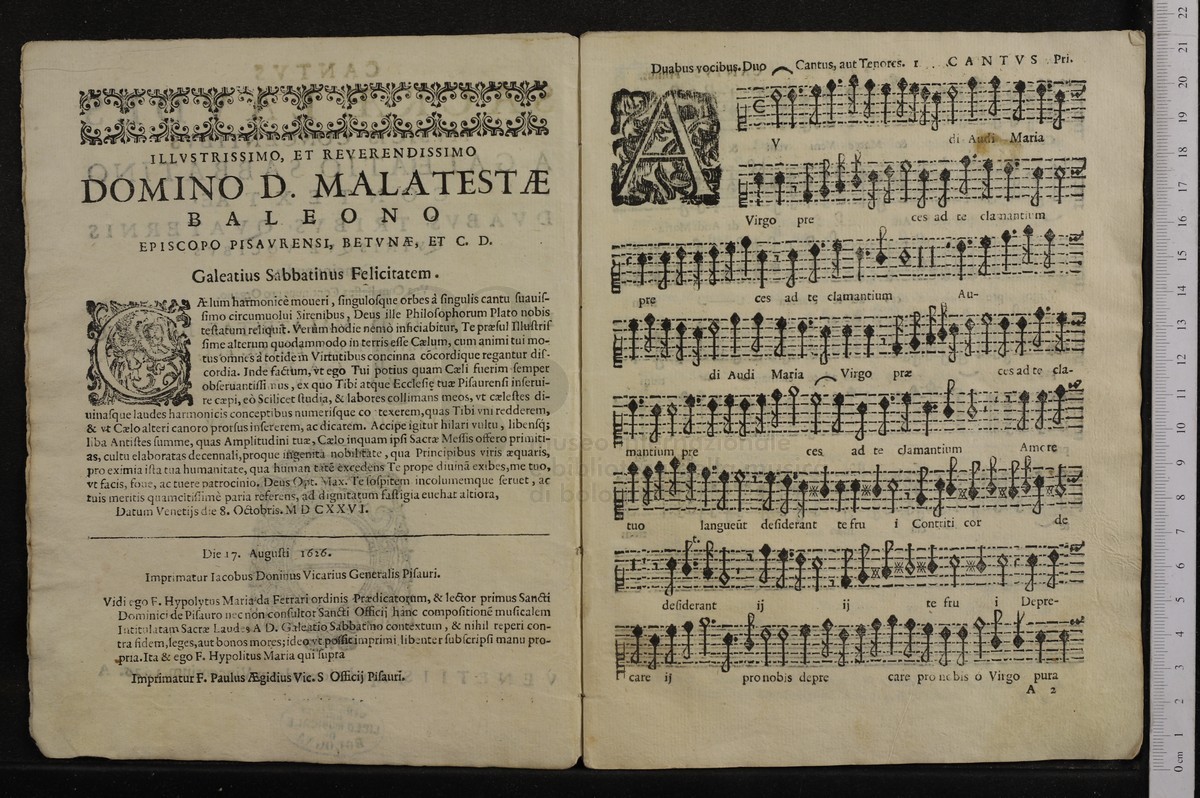 ILLVSTRISSIMO, ET REVERENDISSIMO
DOMINO D. MALATESTÆ
BALEONO
EPISCOPO PISAVRENSI, BETVNÆ, ET C. D.
Galeatius Sabbatinus Felicitatem.
CÆlum harmonicè moueri, singulosque orbes à singulis cantu suauis-
simo circumuolui Sirenibus, Deus ille Philosophorum Plato nobis
testatum reliquit. Verùm hodie nemo inficiabitur, Te præsul Illustris
sime alterum quodammodo in terris esse Cælum, cum animi tui mo-
tus omnes à totidem Virtutibus concinna cōcordique regantur dis-
cordia. Inde factum, vt ego Tui potius quam Cæli fuerim semper
obseruantissimus, ex quo Tibi atque Ecclesię tuæ Pisaurensi inserui-
re cæpi, eò Scilicet studia, & labores collimans meos, vt cælestes di-
uinasque laudes harmonicis conceptibus numerisque contexerem, quas Tibi vni redderem,
& vt Cælo alteri canoro prorsus infererem, ac dicarem. Accipe igitur hilari vultu, libensq;
liba Antistes summe, quas Amplitudini tuæ, Cælo inquam ipsi Sacræ Messis offero primiti-
as, cultu elaboratas decennali, proque ingenita nobilitate, qua Principibus viris æquaris,
pro eximia ista tua humanitate, qua humanitatē excedens Te prope diuinā exibes, me tuo,
vt facis, foue, ac tuere patrocinio. Deus Opt. Max. Te sospitem incolumemque seruet, ac
tuis meritis quamcitissimè paria referens, ad dignitatum fastigia euehat altiora,
Datum Venetijs die 8. Octobris. M D CXXVI.
Die 17. Augusti 1626.
Imprimatur Iacobus Doninus Vicarius Generalis Pisauri.
Vidi ego F. Hypolytus Maria da Ferrari ordinis Prædicatorum, & lector primus Sancti
Dominici de Pisauro nec nòn consultor Sancti Officij hanc compositionē musicalem
Intitulatam Sacræ Laudes A D. Galeatio Sabbatino contextum, & nihil reperi con-
tra fidem, leges, aut bonos mores; ideo vt possit imprimi libenter subscripsi manu pro-
pria. Ita & ego F. Hypolitus Maria qui supra
Imprimatur F. Paulus Ægidius Vic. S Officij Pisauri.
Duabus vocibus. Duo Cantus, aut Tenores. 1 CANTVS Pri.
A
V di Audi Maria
Virgo pre ces ad te clamantium
pre ces ad te clamantium Au-
di Audi Maria Virgo præ ces ad te cla-
mantium pre ces ad te clamantium Amore
tuo langueūt desiderant te fru i Contriti cor de
desiderant ij ij te fru i Depre-
care ij pro nobis depre care pro nobis o Virgo pura
A 2